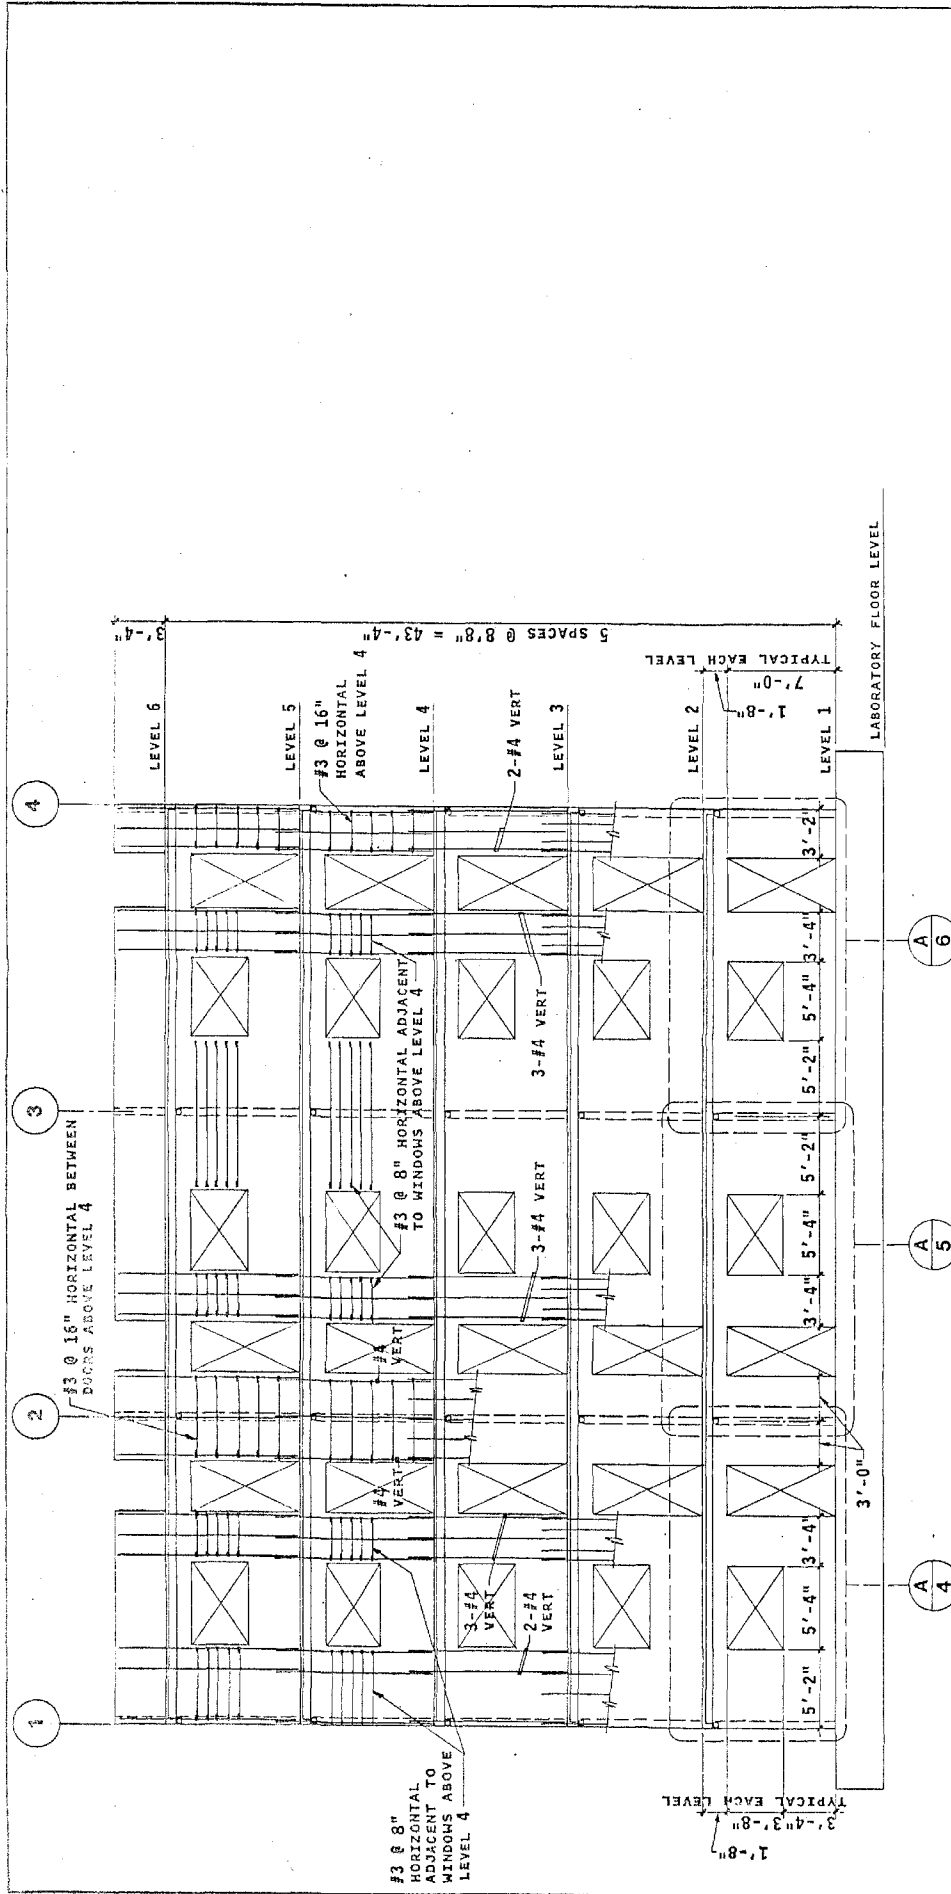 1
2
3
4
#3 @ 16" HORIZONTAL BETWEEN
DOORS ABOVE LEVEL 4
3'-4"
LEVEL 6
LEVEL 5
#3 @ 16"
HORIZONTAL
ABOVE LEVEL 4
LEVEL 4
5 SPACES @ 8'8" = 43'-4"
#3 @ 8"
HORIZONTAL
ADJACENT TO
WINDOWS ABOVE
LEVEL 4
#4
VERT
#4
VERT
#3 @ 8" HORIZONTAL ADJACENT
TO WINDOWS ABOVE LEVEL 4
3-#4
VERT
2-#4
VERT
3-#4 VERT
3-#4 VERT
2-#4 VERT
LEVEL 3
LEVEL 2
TYPICAL EACH LEVEL
1'-8"
7'-0"
LEVEL 1
TYPICAL EACH LEVEL
1'-8"
3'-8"
3'-4"
5'-2"
5'-4"
3'-4"
3'-0"
3'-4"
5'-4"
5'-2"
5'-2"
5'-4"
3'-4"
3'-2"
LABORATORY FLOOR LEVEL
A
4
A
5
A
6